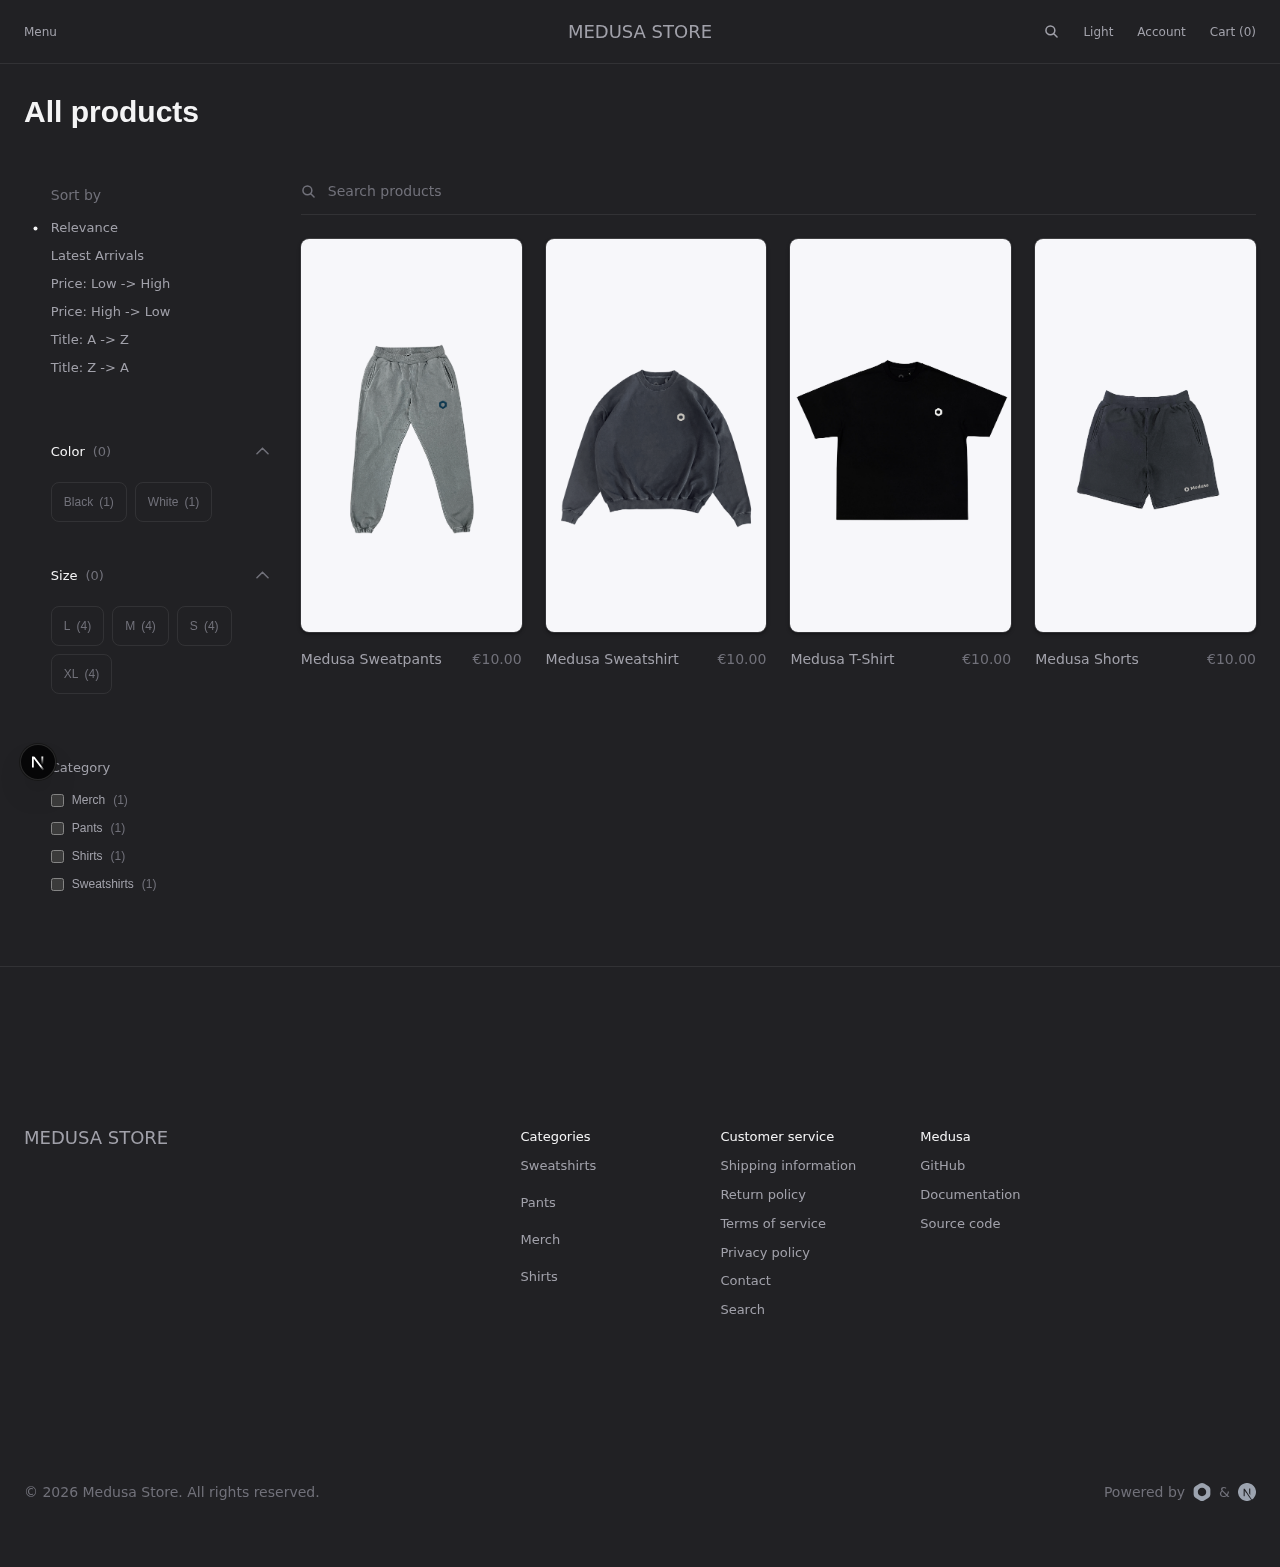 Menu
MEDUSA STORE
Light
Account
Cart (0)
All products
Sort by
Relevance
Latest Arrivals
Price: Low -> High
Price: High -> Low
Title: A -> Z
Title: Z -> A
Color (0)
Black (1)
White (1)
Size (0)
L (4)
M (4)
S (4)
XL (4)
N
Category
Merch (1)
Pants (1)
Shirts (1)
Sweatshirts (1)
Search products
Medusa
Medusa Sweatpants €10.00
Medusa Sweatshirt €10.00
Medusa T-Shirt €10.00
Medusa Shorts €10.00
MEDUSA STORE
Categories
Sweatshirts
Pants
Merch
Shirts
Customer service
Shipping information
Return policy
Terms of service
Privacy policy
Contact
Search
Medusa
GitHub
Documentation
Source code
© 2026 Medusa Store. All rights reserved.
Powered by & N